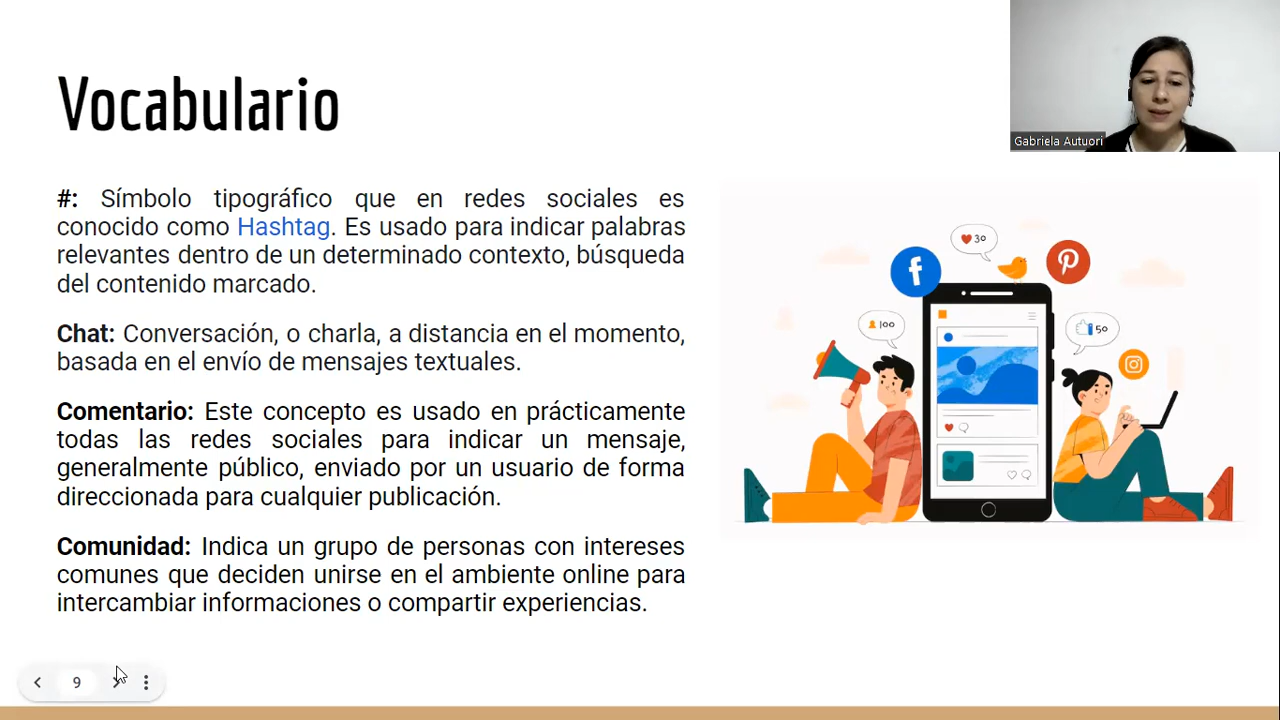 Vocabulario
Gabriela Autuori
#: Símbolo tipográfico que en redes sociales es
conocido como Hashtag. Es usado para indicar palabras
relevantes dentro de un determinado contexto, búsqueda
del contenido marcado.
Chat: Conversación, o charla, a distancia en el momento,
basada en el envío de mensajes textuales.
Comentario: Este concepto es usado en prácticamente
todas las redes sociales para indicar un mensaje,
generalmente público, enviado por un usuario de forma
direccionada para cualquier publicación.
Comunidad: Indica un grupo de personas con intereses
comunes que deciden unirse en el ambiente online para
intercambiar informaciones o compartir experiencias.
30
100
50
9